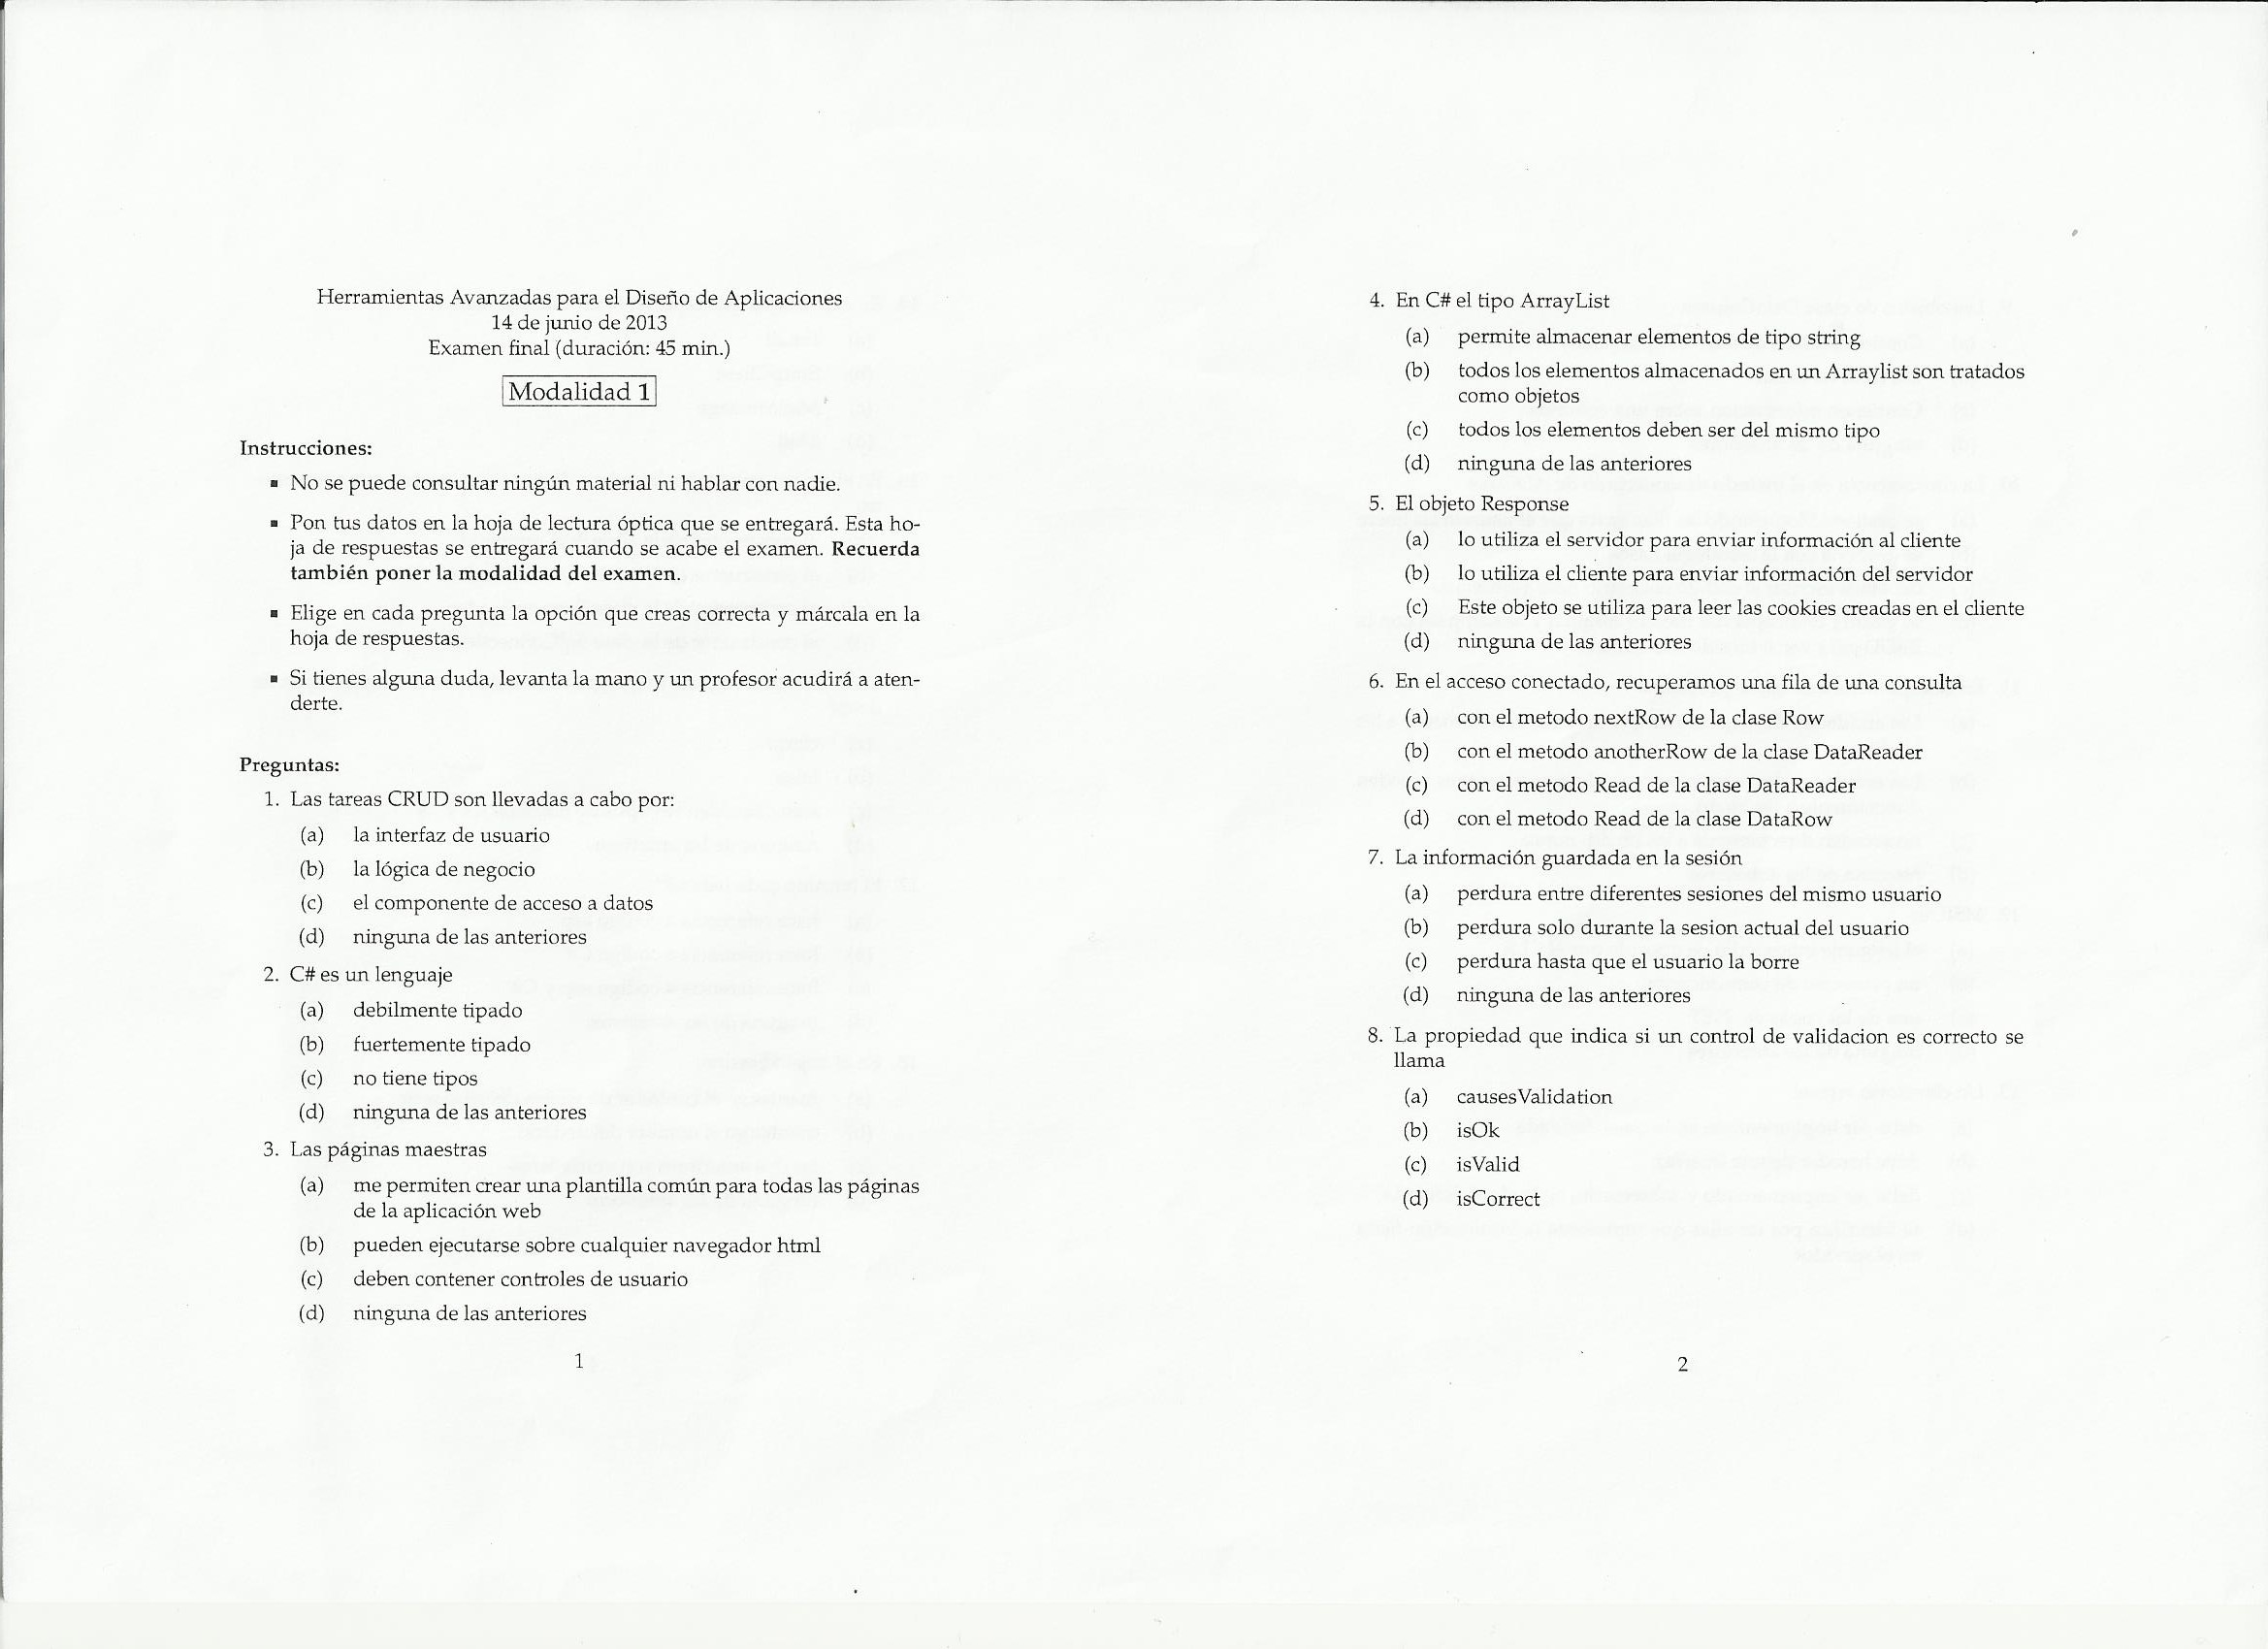 Herramientas Avanzadas para el Diseño de Aplicaciones
14 de junio de 2013
Examen final (duración: 45 min.)
Modalidad 1
Instrucciones:
▪ No se puede consultar ningún material ni hablar con nadie.
▪ Pon tus datos en la hoja de lectura óptica que se entregará. Esta ho-
ja de respuestas se entregará cuando se acabe el examen. Recuerda
también poner la modalidad del examen.
▪ Elige en cada pregunta la opción que creas correcta y márcala en la
hoja de respuestas.
▪ Si tienes alguna duda, levanta la mano y un profesor acudirá a aten-
derte.
Preguntas:
1. Las tareas CRUD son llevadas a cabo por:
(a) la interfaz de usuario
(b) la lógica de negocio
(c) el componente de acceso a datos
(d) ninguna de las anteriores
2. C# es un lenguaje
(a) debilmente tipado
(b) fuertemente tipado
(c) no tiene tipos
(d) ninguna de las anteriores
3. Las páginas maestras
(a) me permiten crear una plantilla común para todas las páginas
de la aplicación web
(b) pueden ejecutarse sobre cualquier navegador html
(c) deben contener controles de usuario
(d) ninguna de las anteriores
1
4. En C# el tipo ArrayList
(a) permite almacenar elementos de tipo string
(b) todos los elementos almacenados en un Arraylist son tratados
como objetos
(c) todos los elementos deben ser del mismo tipo
(d) ninguna de las anteriores
5. El objeto Response
(a) lo utiliza el servidor para enviar información al cliente
(b) lo utiliza el cliente para enviar información del servidor
(c) Este objeto se utiliza para leer las cookies creadas en el cliente
(d) ninguna de las anteriores
6. En el acceso conectado, recuperamos una fila de una consulta
(a) con el metodo nextRow de la clase Row
(b) con el metodo anotherRow de la clase DataReader
(c) con el metodo Read de la clase DataReader
(d) con el metodo Read de la clase DataRow
7. La información guardada en la sesión
(a) perdura entre diferentes sesiones del mismo usuario
(b) perdura solo durante la sesion actual del usuario
(c) perdura hasta que el usuario la borre
(d) ninguna de las anteriores
8. La propiedad que indica si un control de validacion es correcto se
llama
(a) causesValidation
(b) isOk
(c) isValid
(d) isCorrect
2